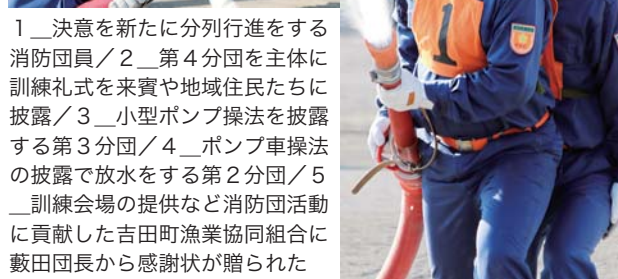 １＿決意を新たに分列行進をする
消防団員／２＿第４分団を主体に
訓練礼式を来賓や地域住民たちに
披露／３＿小型ポンプ操法を披露
する第３分団／４＿ポンプ車操法
の披露で放水をする第２分団／５
＿訓練会場の提供など消防団活動
に貢献した吉田町漁業協同組合に
藪田団長から感謝状が贈られた
1